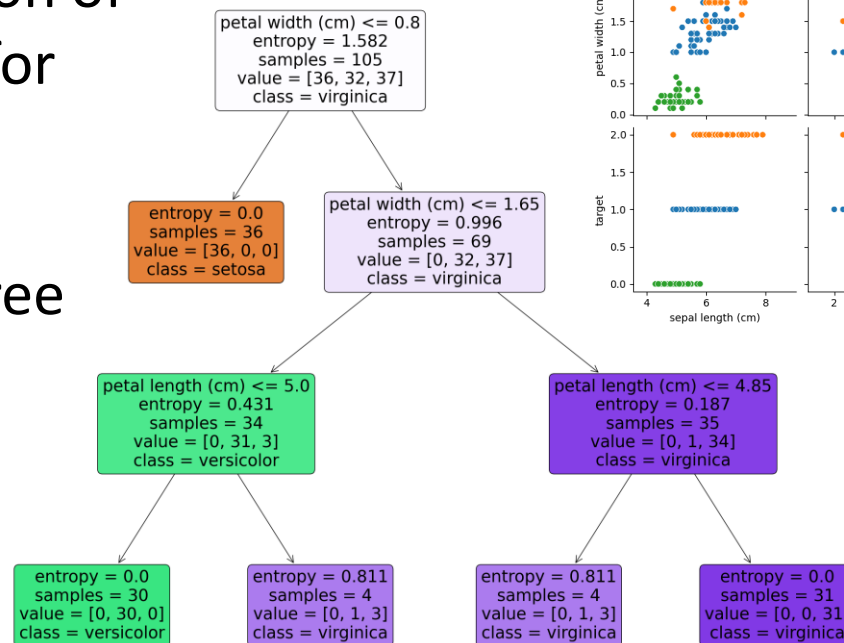 on of
for
ree
petal width (cm) <= 0.8
entropy = 1.582
samples = 105
value = [36, 32, 37]
class = virginica
entropy = 0.0
samples = 36
value = [36, 0, 0]
class = setosa
petal width (cm) <= 1.65
entropy = 0.996
samples = 69
value = [0, 32, 37]
class = virginica
petal length (cm) <= 5.0
entropy = 0.431
samples = 34
value = [0, 31, 3]
class = versicolor
petal length (cm) <= 4.85
entropy = 0.187
samples = 35
value = [0, 1, 34]
class = virginica
entropy = 0.0
samples = 30
value = [0, 30, 0]
class = versicolor
entropy = 0.811
samples = 4
value = [0, 1, 3]
class = virginica
entropy = 0.811
samples = 4
value = [0, 1, 3]
class = virginica
entropy = 0.0
samples = 31
value = [0, 0, 31
class = virginica
petal width (cm
1.5
1.0
0.5
0.0
target
2.0
1.5
1.0
0.5
0.0
4 6 8 2
sepal length (cm)